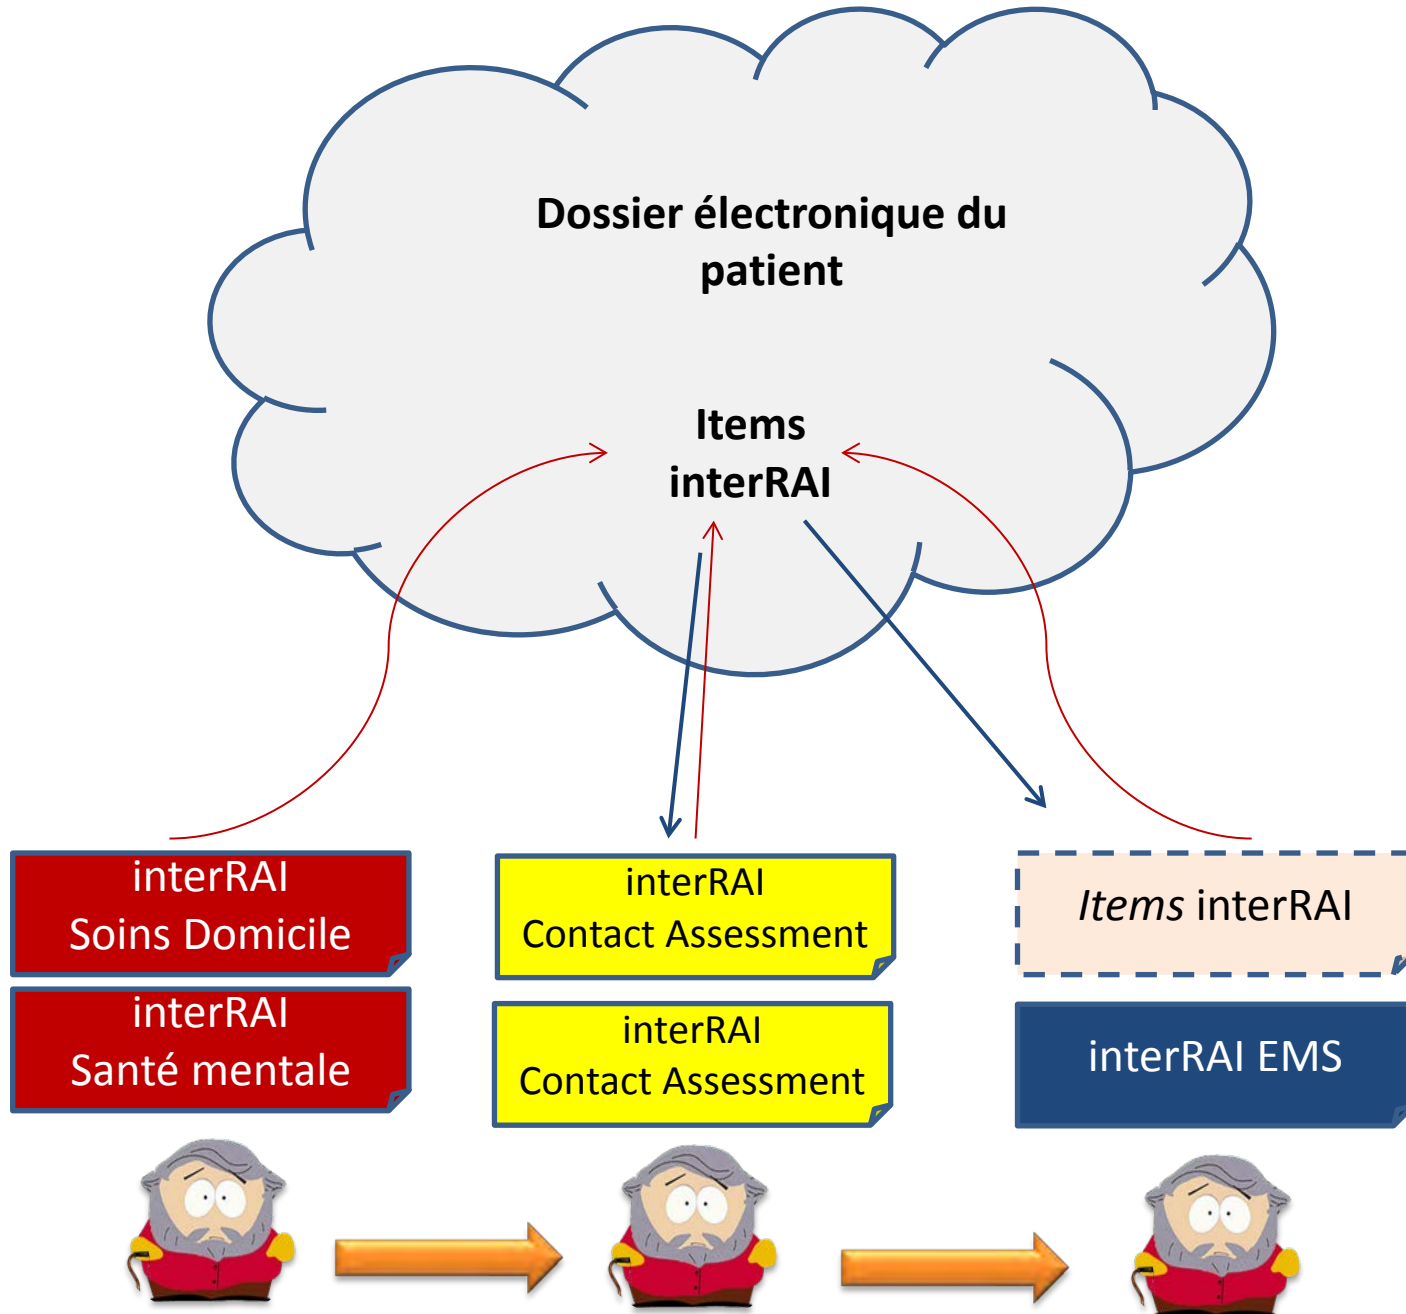 Dossier électronique du
patient
Items
interRAI
interRAI
Soins Domicile
interRAI
Contact Assessment
Items interRAI
interRAI
Santé mentale
interRAI
Contact Assessment
interRAI EMS